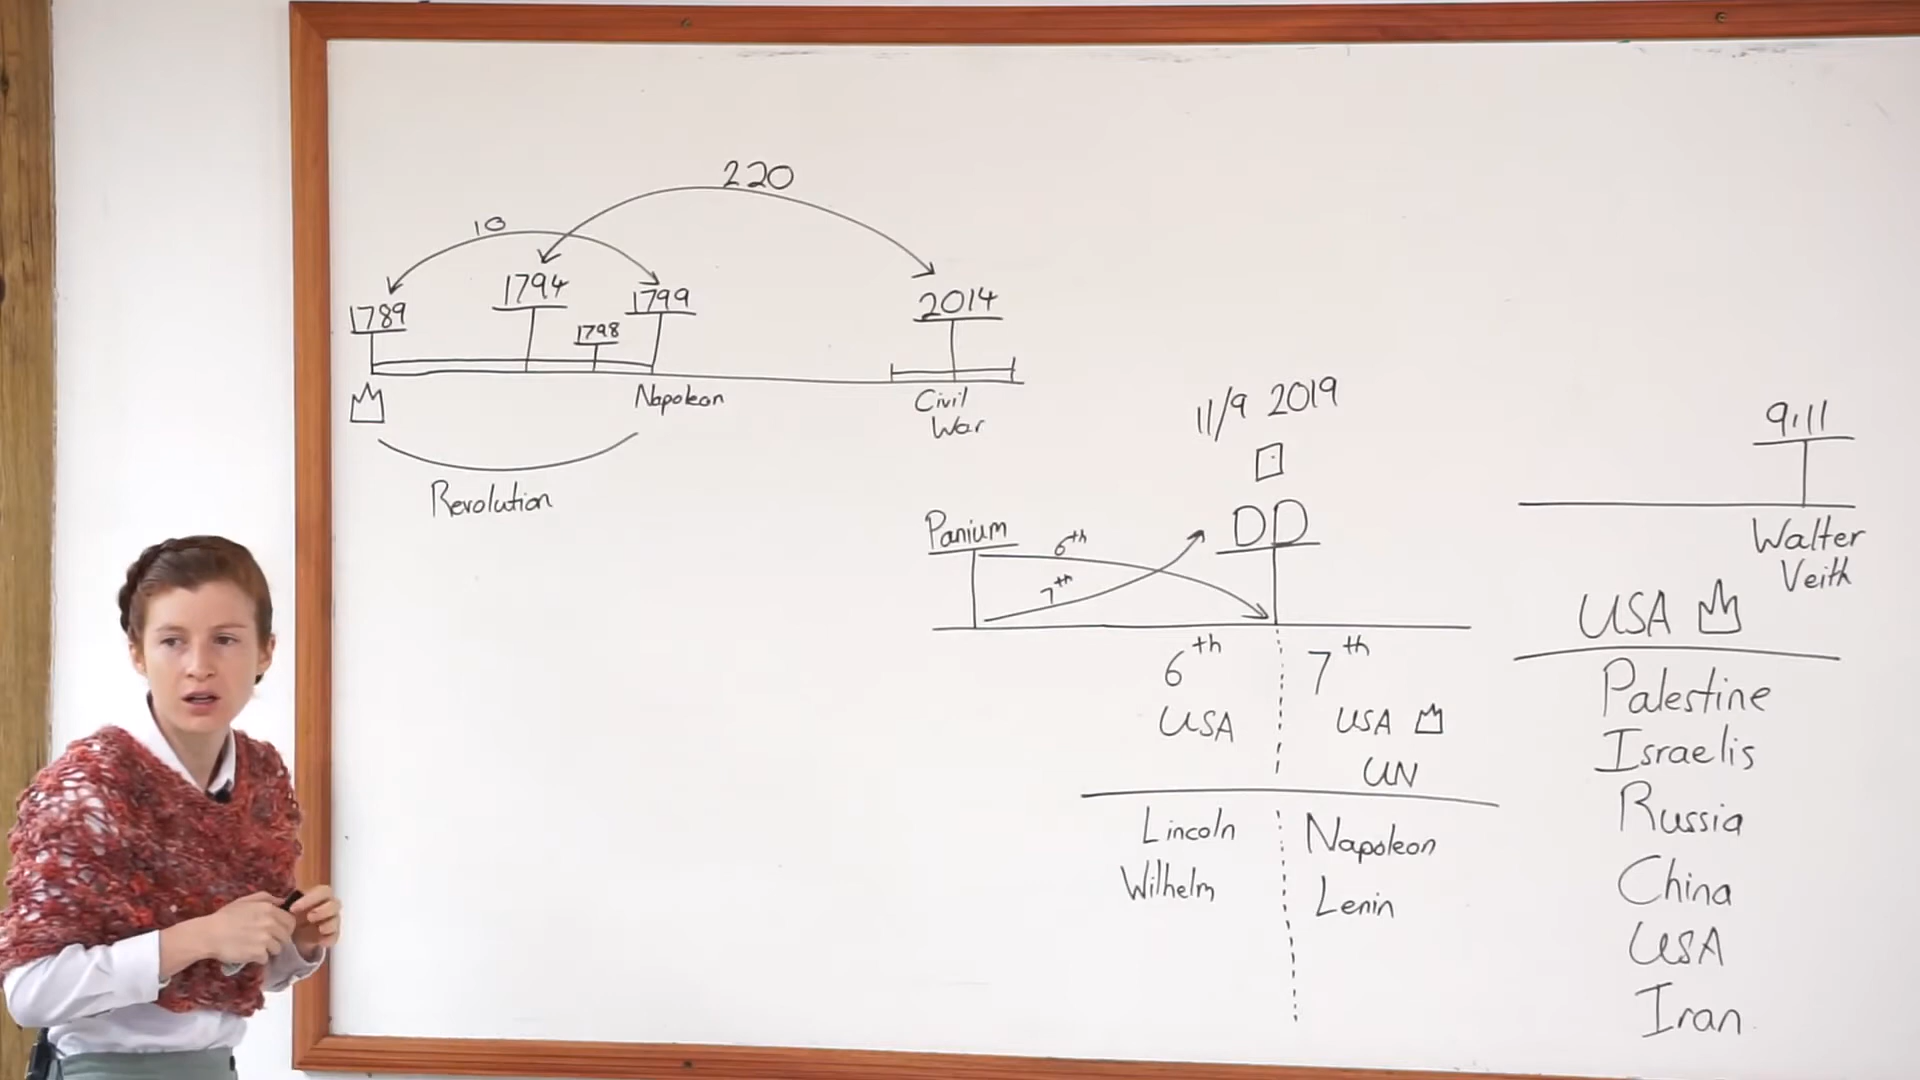 220
10
1789
1794
1798
1799
2014
Napoleon
Civil
War
Revolution
11/9 2019
Panium
6th
7th
DD
6th
7th
USA
USA
UN
Lincoln
Napoleon
Wilhelm
Lenin
9.11
Walter
Veith
USA
Palestine
Israelis
Russia
China
USA
Iran